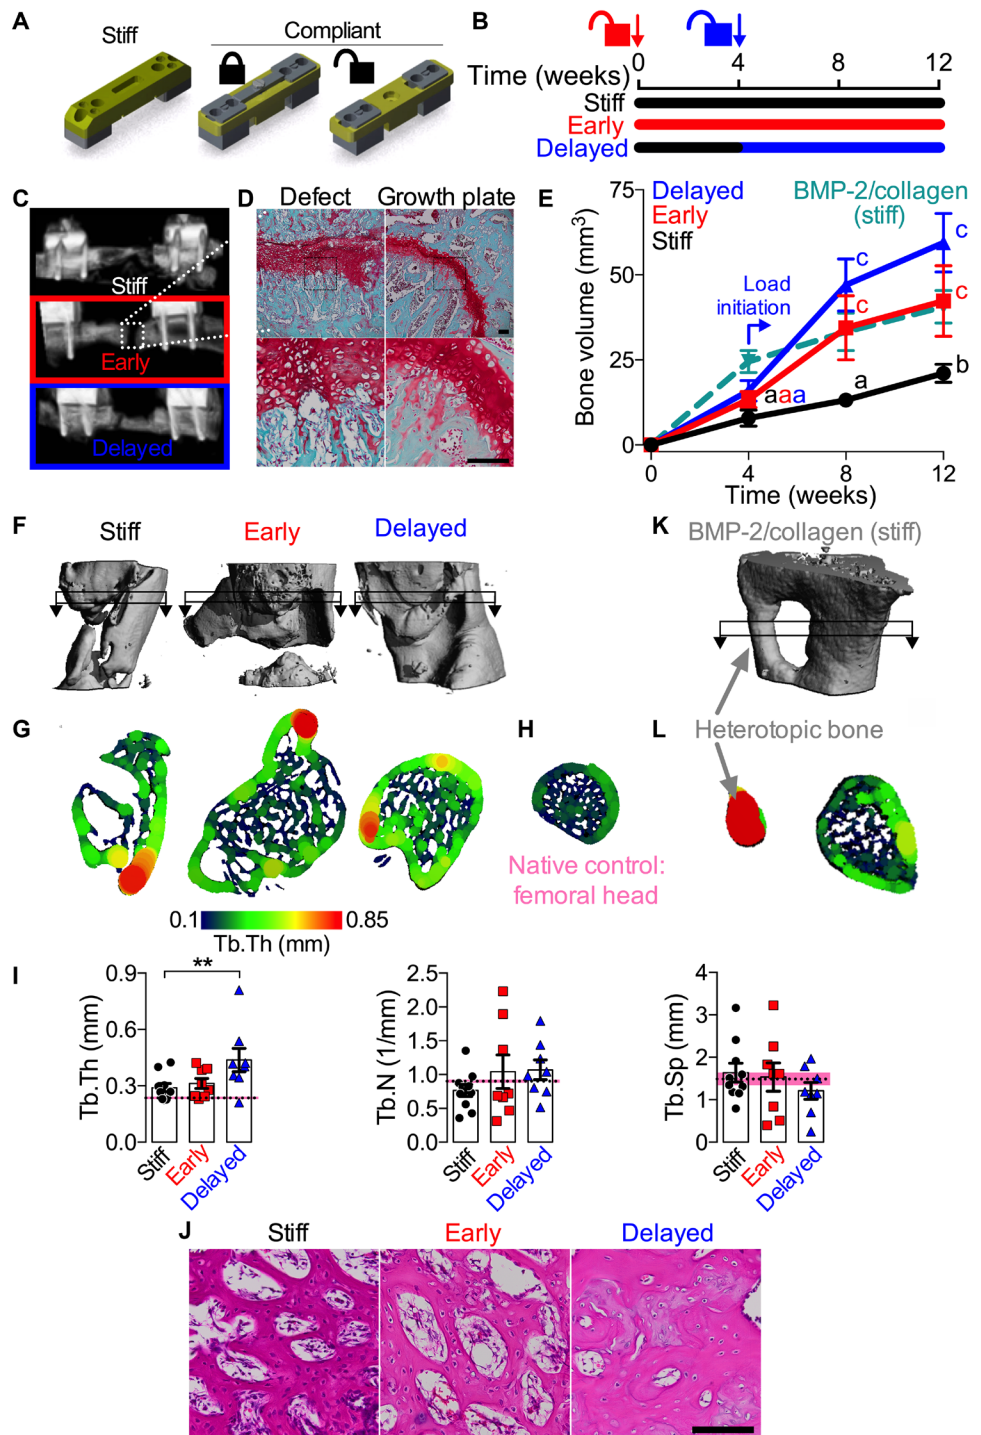 A
Stiff
Compliant
B
0
4
8
12
Time (weeks)
Stiff
Early
Delayed
C
Stiff
Early
Delayed
D
Defect
Growth plate
E
Delayed
Early
Stiff
BMP-2/collagen
(stiff)
Load
initiation
Bone volume (mm³)
75
50
25
0
a
a
a
a
b
c
c
c
c
0
4
8
12
Time (weeks)
F
Stiff
Early
Delayed
K
BMP-2/collagen (stiff)
G
H
Native control:
femoral head
L
Heterotopic bone
0.1
0.85
Tb.Th (mm)
I
Tb.Th (mm)
0.9
0.6
0.3
0.0
**
Stiff
Early
Delayed
Tb.N (1/mm)
2.5
2.0
1.5
1.0
0.5
0.0
Stiff
Early
Delayed
Tb.Sp (mm)
4
3
2
1
0
Stiff
Early
Delayed
J
Stiff
Early
Delayed